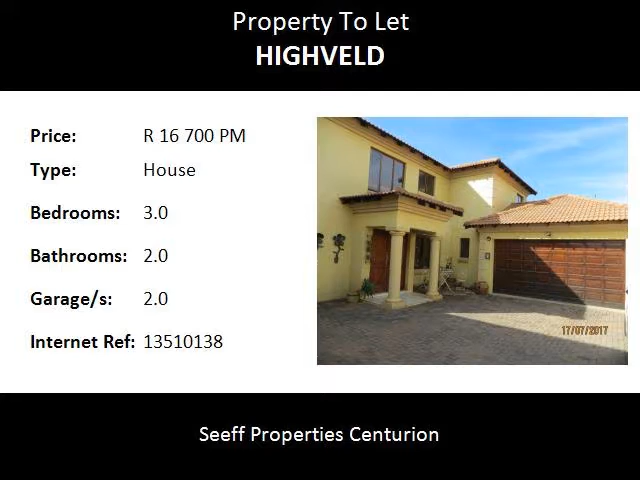 Property To Let
HIGHVELD
Price: R 16 700 PM
Type: House
Bedrooms: 3.0
Bathrooms: 2.0
Garage/s: 2.0
Internet Ref: 13510138
17/07/2017
Seeff Properties Centurion